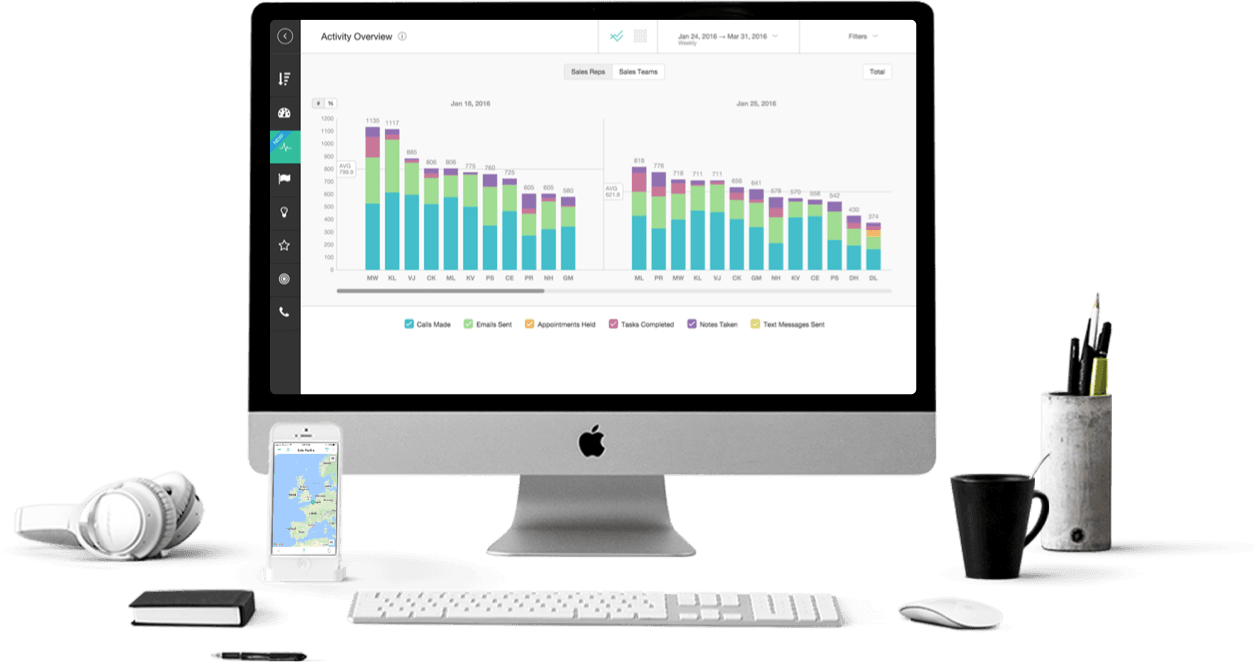 Activity Overview
Jan 24, 2016 → Mar 31, 2016
Weekly
Filters
Sales Reps Sales Teams
Total
NEW
# %
Jan 18, 2016
Jan 25, 2016
1200
1100
1000
900
800
700
600
500
400
300
200
100
0
AVG
799.9
1135 1117 885 806 806 775 760 725 605 605 580
MW KL VJ CK ML KV PS CE PR NH GM
AVG
621.8
818 778 718 711 711 656 641 578 570 558 542 430 374
ML PR MW KL VJ CK GM NH KV CE PS DH DL
Calls Made Emails Sent Appointments Held Tasks Completed Notes Taken Text Messages Sent